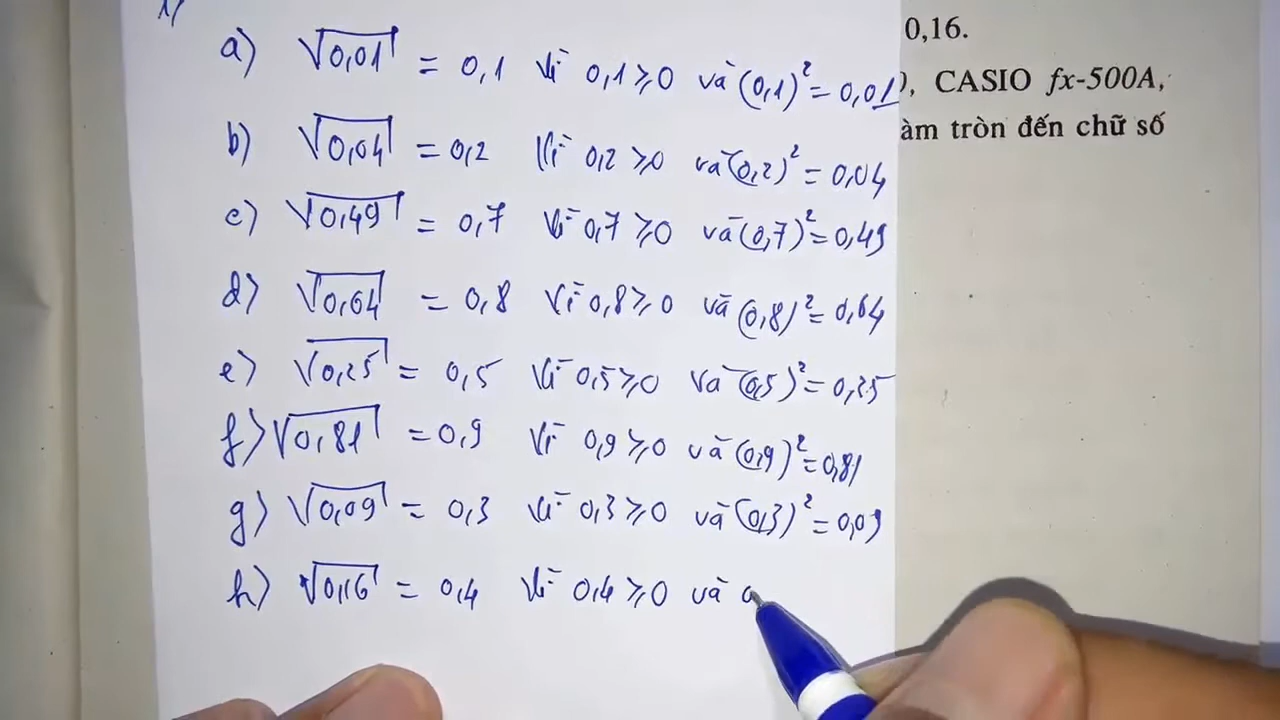 1/
0,16.
a) √0,01 = 0,1 Vì 0,1 ⩾ 0 và (0,1)² = 0,01
), CASIO fx-500A,
àm tròn đến chữ số
b) √0,04 = 0,2 Vì 0,2 ⩾ 0 và (0,2)² = 0,04
c) √0,49 = 0,7 Vì 0,7 ⩾ 0 và (0,7)² = 0,49
d) √0,64 = 0,8 Vì 0,8 ⩾ 0 và (0,8)² = 0,64
e) √0,25 = 0,5 Vì 0,5 ⩾ 0 và (0,5)² = 0,25
f) √0,81 = 0,9 Vì 0,9 ⩾ 0 và (0,9)² = 0,81
g) √0,09 = 0,3 Vì 0,3 ⩾ 0 và (0,3)² = 0,09
h) √0,16 = 0,4 Vì 0,4 ⩾ 0 và